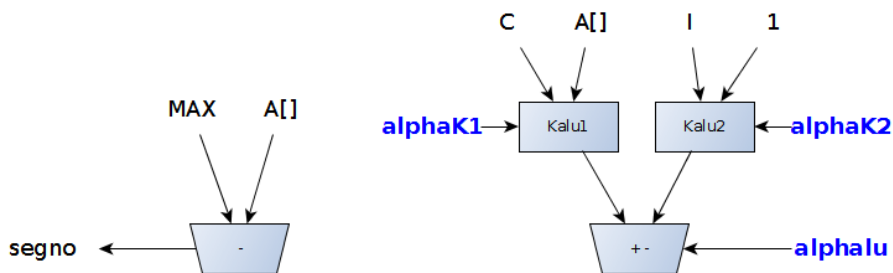 C A[] I 1
MAX A[]
alphaK1 Kalu1 Kalu2 alphaK2
segno - + - alphalu